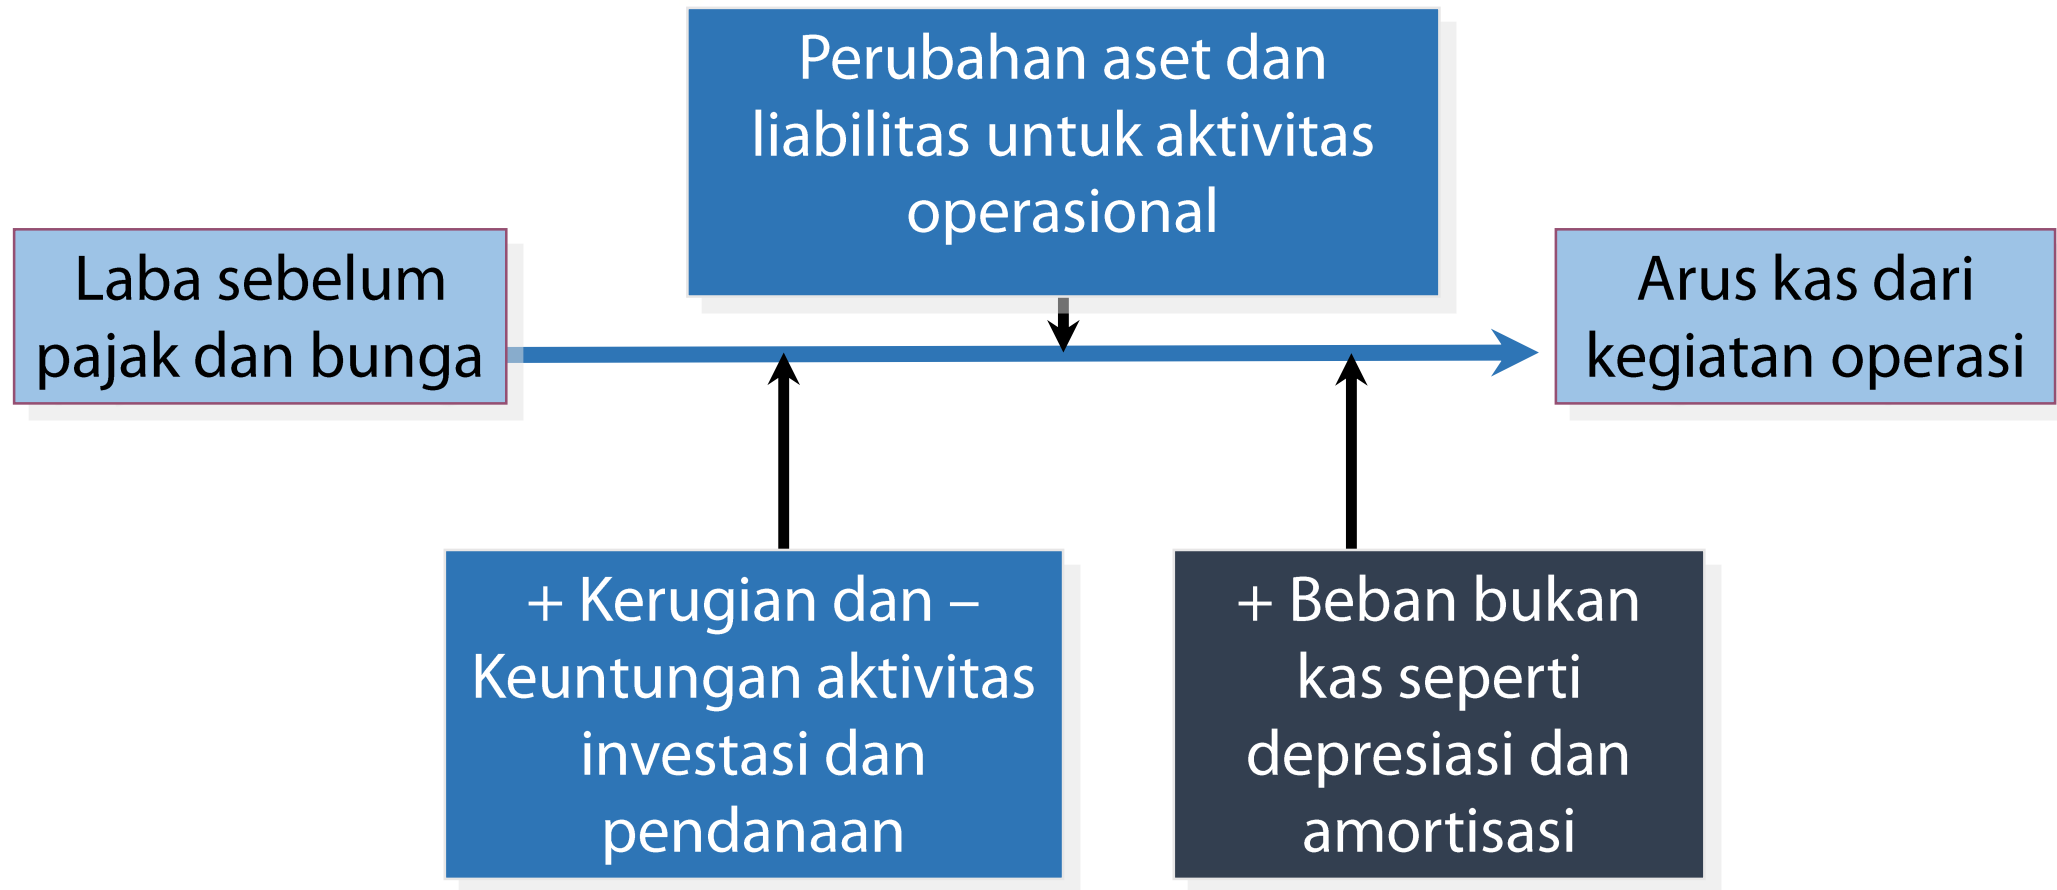 Perubahan aset dan
liabilitas untuk aktivitas
operasional
Laba sebelum
pajak dan bunga
Arus kas dari
kegiatan operasi
+ Kerugian dan –
Keuntungan aktivitas
investasi dan
pendanaan
+ Beban bukan
kas seperti
depresiasi dan
amortisasi